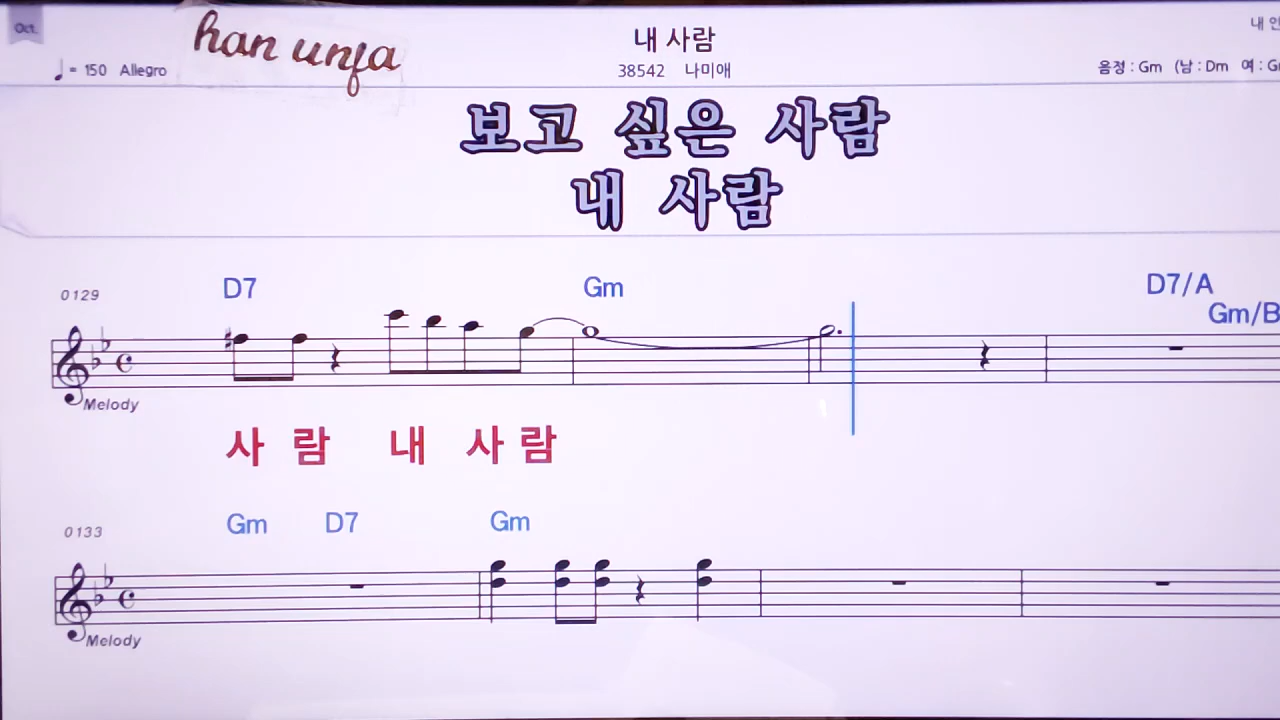 Oct.
han unja
내 사람
♩= 150 Allegro
38542 나미애
음정 : Gm (남 : Dm 여 :
보고 싶은 사람
내 사람
D7 Gm D7/A
Gm/B
0129
Melody
사 람 내 사 람
Gm D7 Gm
0133
Melody